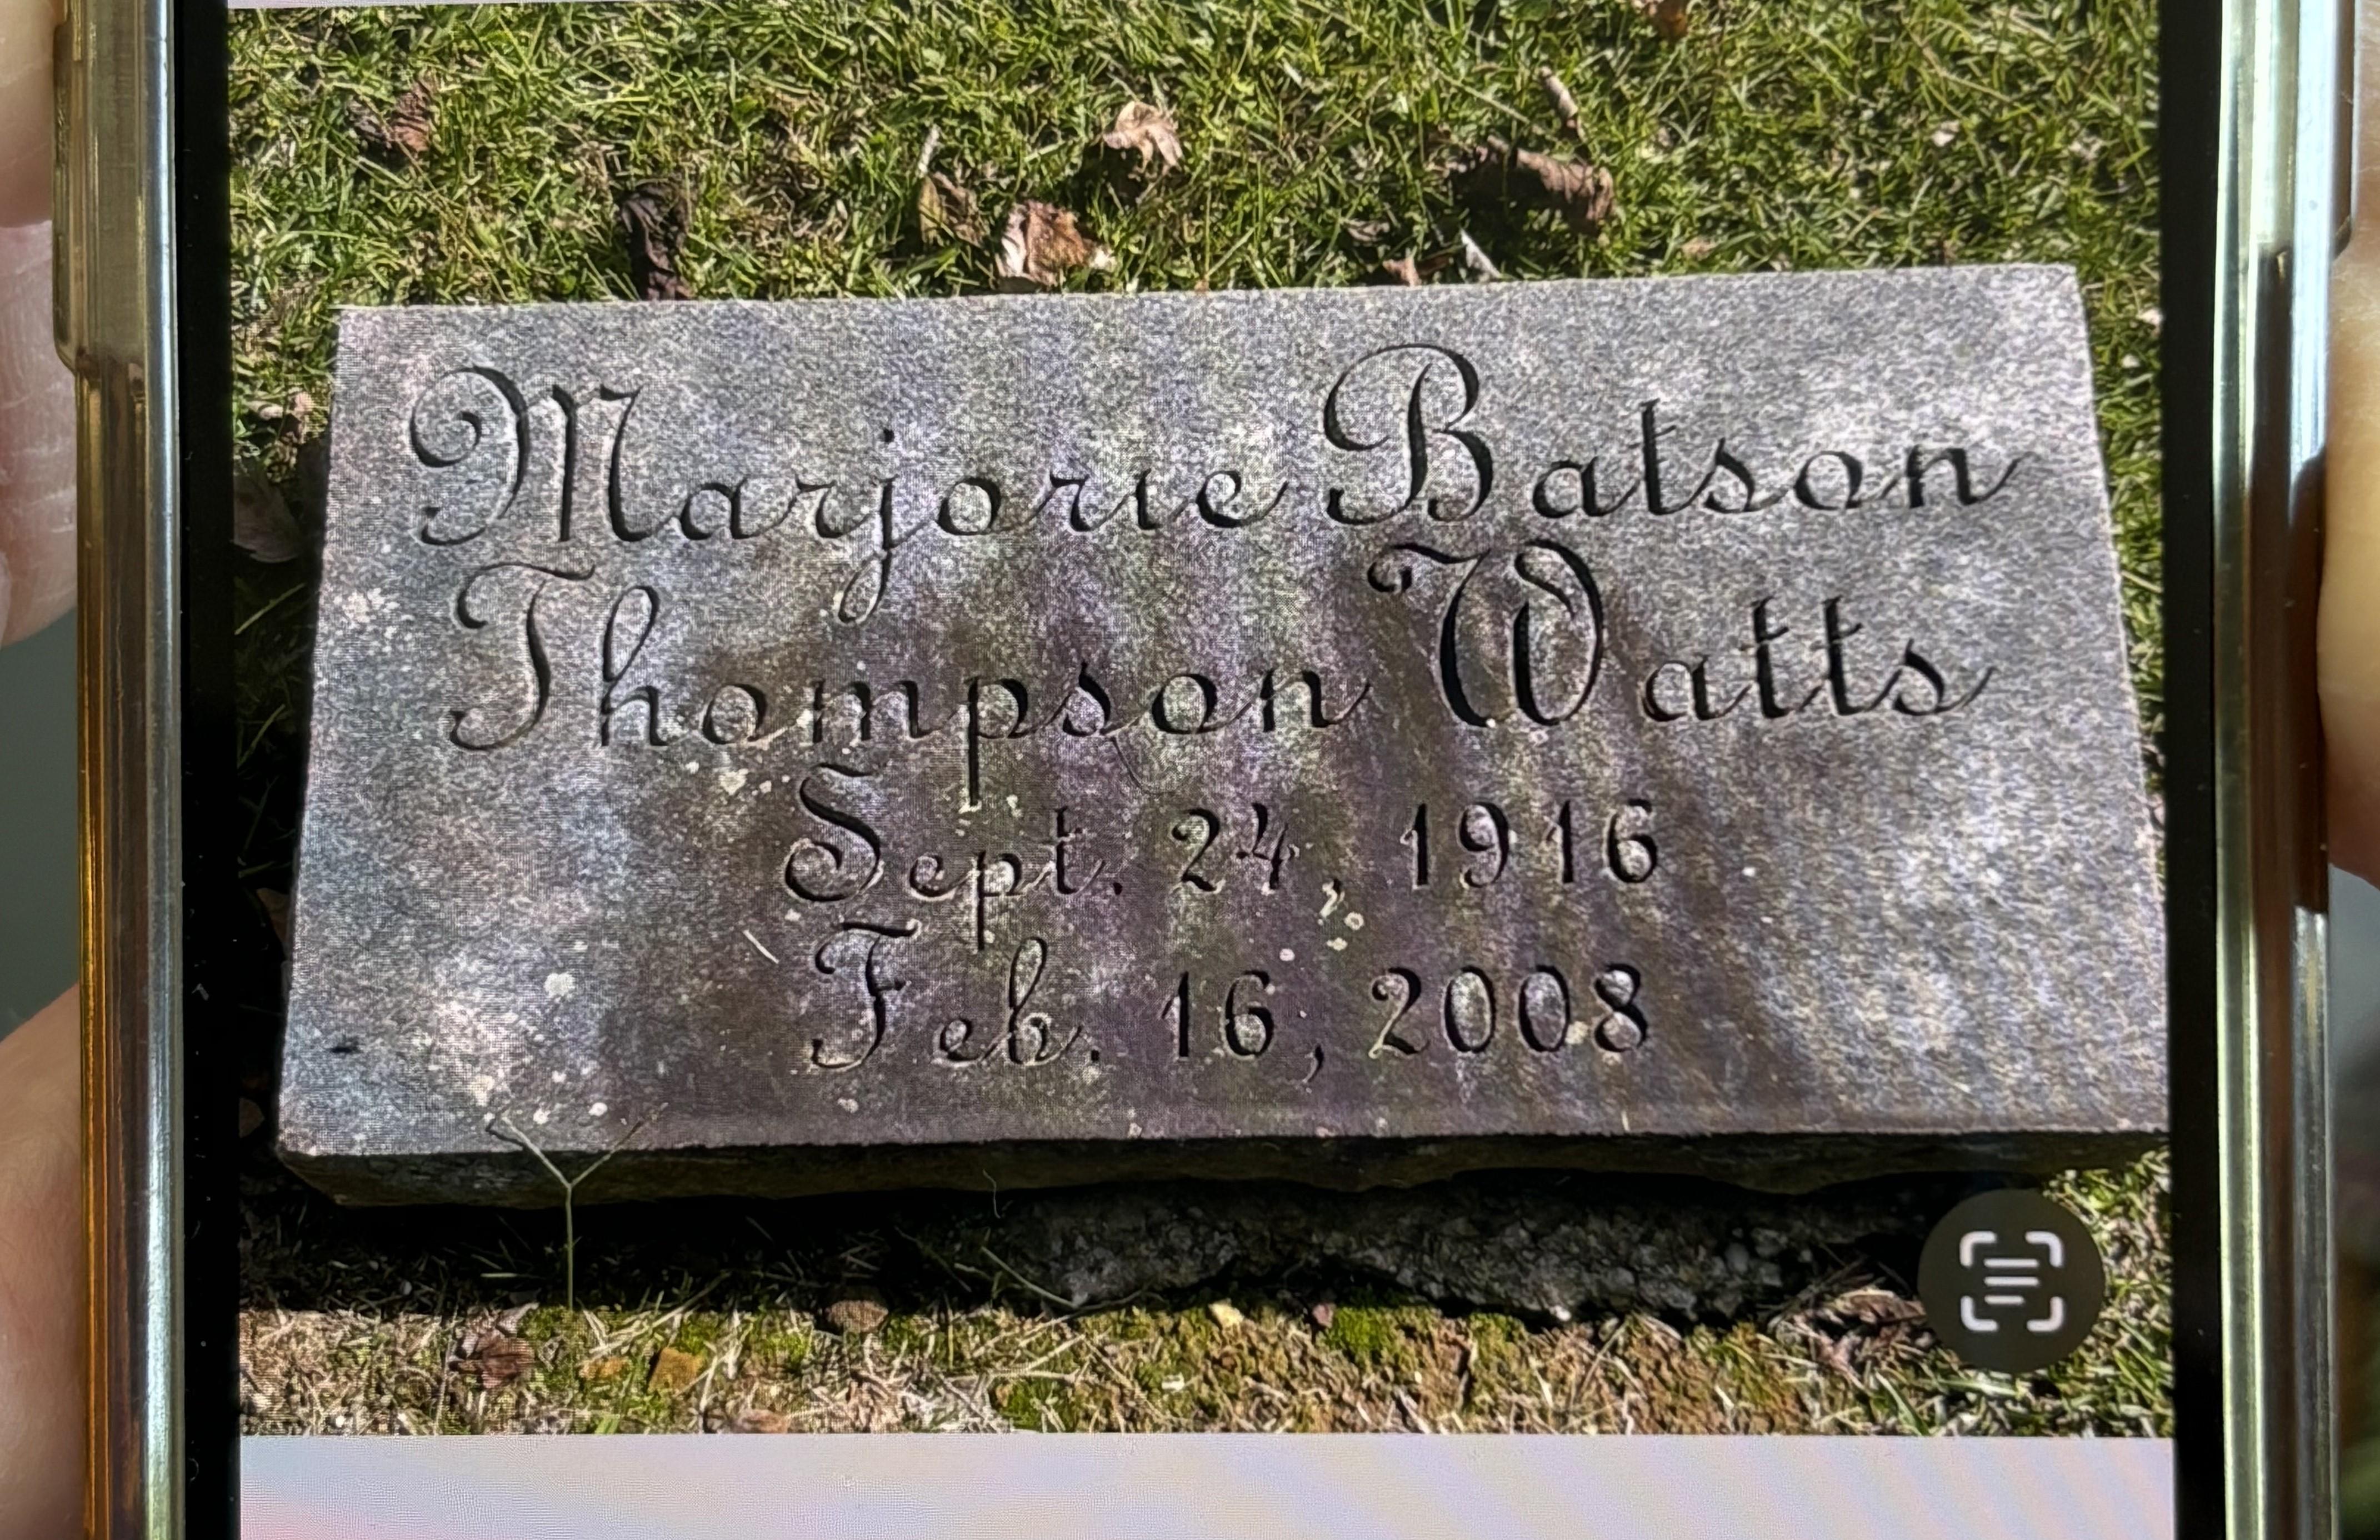 Marjorie Batson
Thompson Watts
Sept. 24, 1916
Feb. 16, 2008